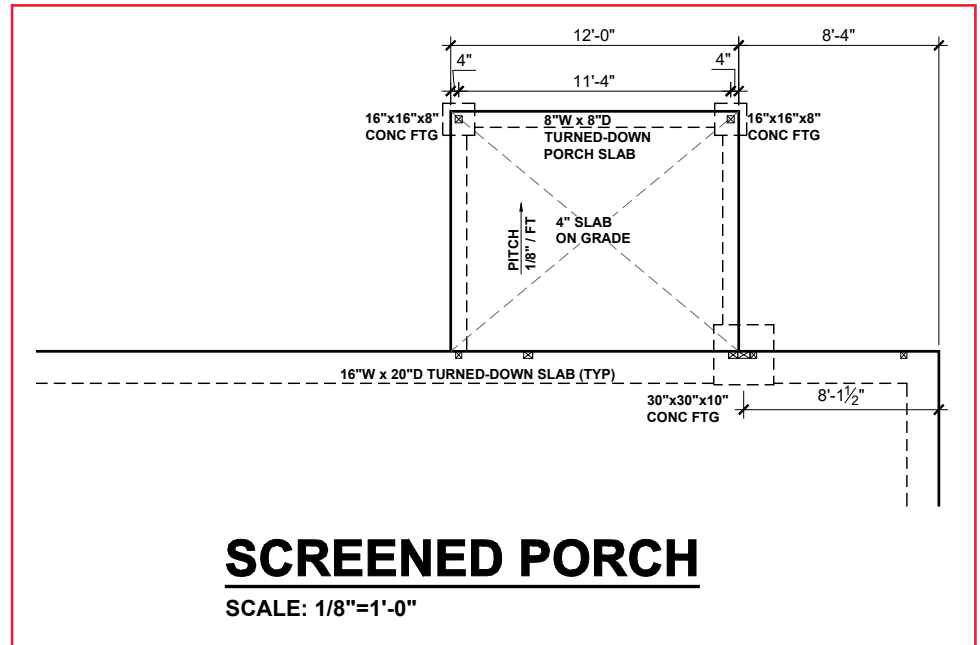 12'-0"
8'-4"
4"
4"
11'-4"
16"x16"x8"
CONC FTG
8"W x 8"D
TURNED-DOWN
PORCH SLAB
16"x16"x8"
CONC FTG
PITCH
1/8" / FT
4" SLAB
ON GRADE
16"W x 20"D TURNED-DOWN SLAB (TYP)
30"x30"x10"
CONC FTG
8'-1½"
SCREENED PORCH
SCALE: 1/8"=1'-0"